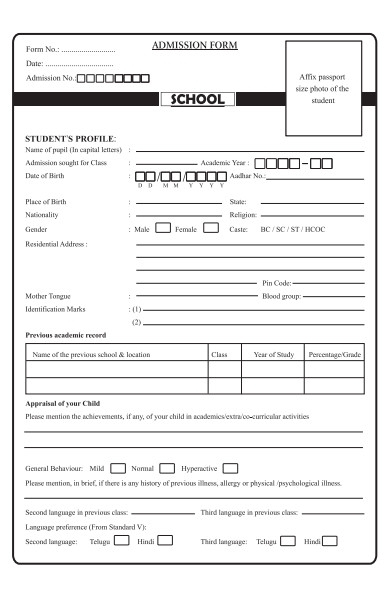 ADMISSION FORM
Form No.: ..........................
Date: ................................
Admission No.:
Affix passport
size photo of the
student
SCHOOL
STUDENT'S PROFILE:
Name of pupil (In capital letters) :
Admission sought for Class : Academic Year : –
Date of Birth : / / Aadhar No.:
D D M M Y Y Y Y
Place of Birth : State:
Nationality : Religion:
Gender : Male Female Caste: BC / SC / ST / HCOC
Residential Address :
Pin Code:
Mother Tongue : Blood group:
Identification Marks : (1)
(2)
Previous academic record
Name of the previous school & location Class Year of Study Percentage/Grade
Appraisal of your Child
Please mention the achievements, if any, of your child in academics/extra/co-curricular activities
General Behaviour: Mild Normal Hyperactive
Please mention, in brief, if there is any history of previous illness, allergy or physical /psychological illness.
Second language in previous class: Third language in previous class:
Language preference (From Standard V):
Second language: Telugu Hindi Third language: Telugu Hindi